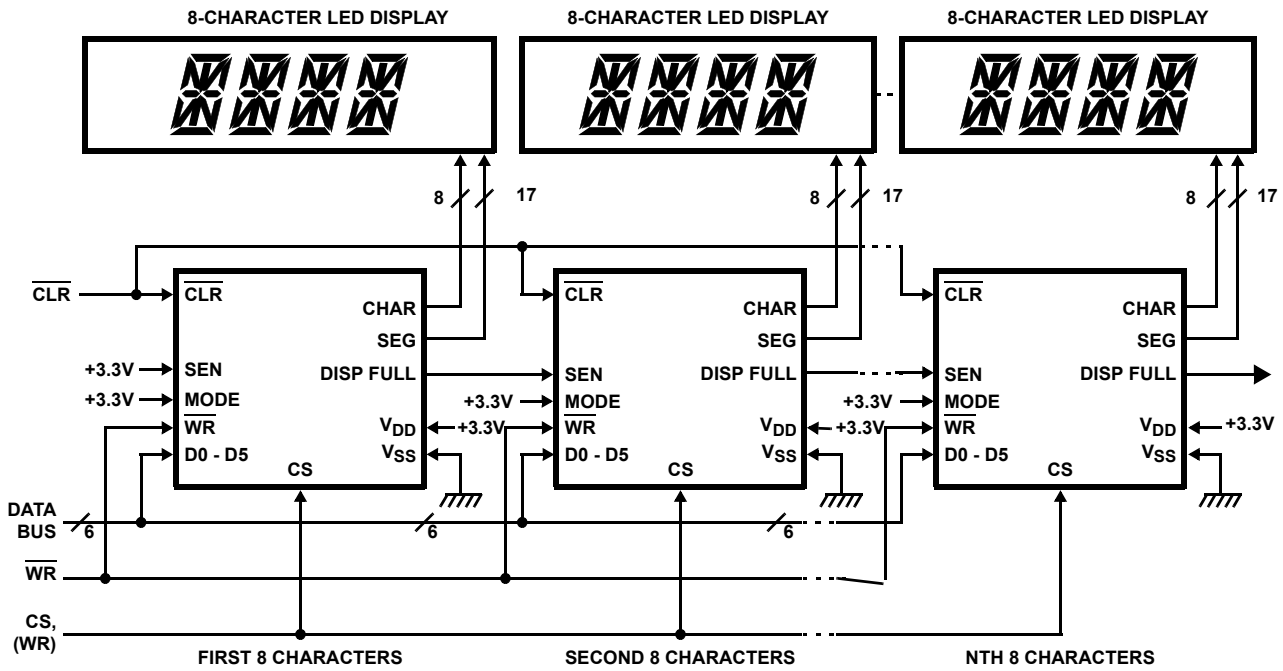 8-CHARACTER LED DISPLAY 8-CHARACTER LED DISPLAY 8-CHARACTER LED DISPLAY
8 17 8 17 8 17
CLR CLR CLR CLR
CHAR CHAR CHAR
SEG SEG SEG
+3.3V SEN DISP FULL SEN DISP FULL SEN DISP FULL
+3.3V MODE +3.3V MODE +3.3V MODE
WR VDD +3.3V WR VDD +3.3V WR VDD +3.3V
D0 - D5 VSS D0 - D5 VSS D0 - D5 VSS
CS CS CS
DATA
BUS 6 6 6
WR
CS,
(WR)
FIRST 8 CHARACTERS SECOND 8 CHARACTERS NTH 8 CHARACTERS